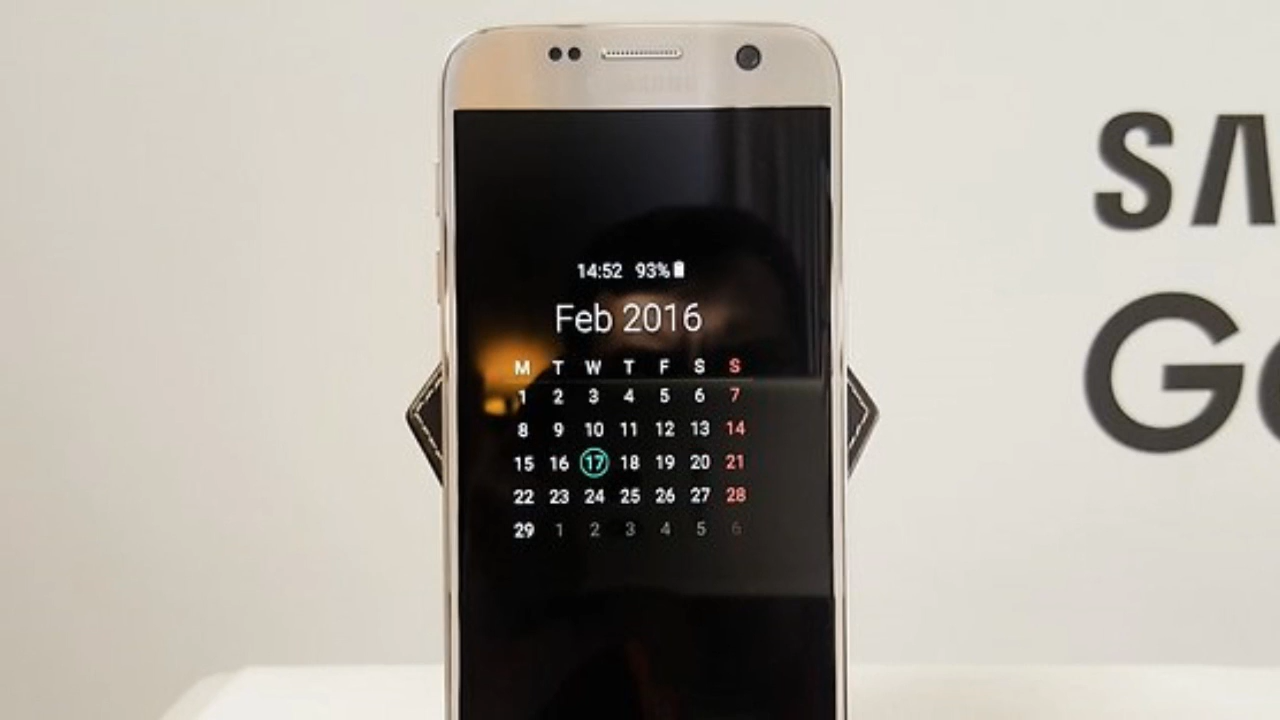 14:52 93%
Feb 2016
M T W T F S S
1 2 3 4 5 6 7
8 9 10 11 12 13 14
15 16 17 18 19 20 21
22 23 24 25 26 27 28
29 1 2 3 4 5 6